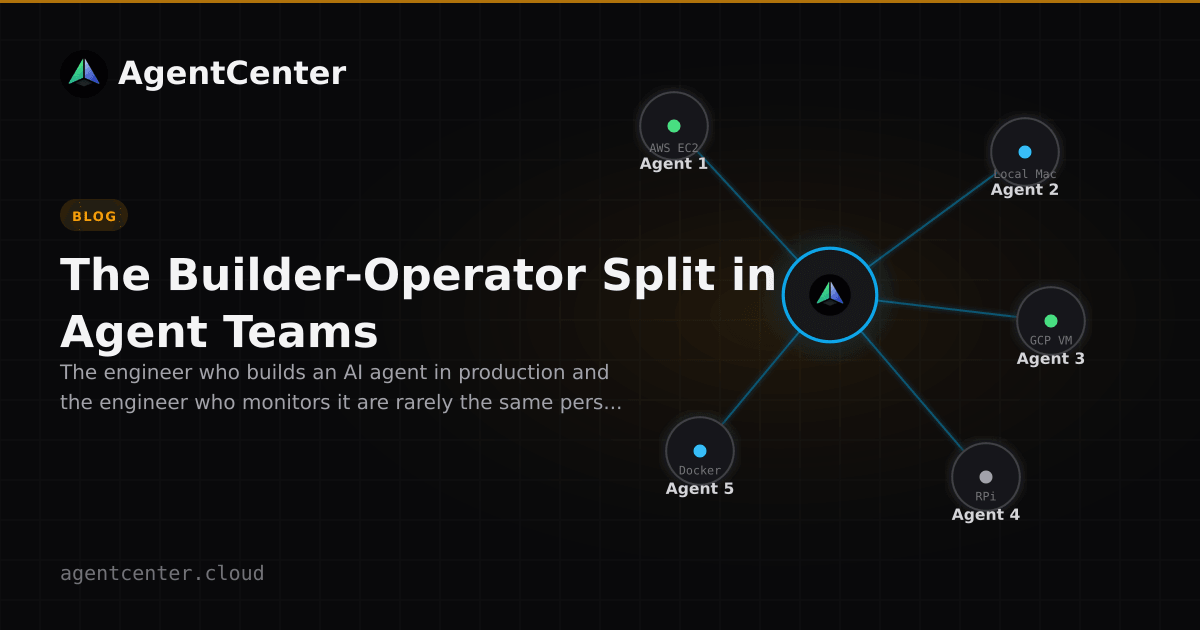 AgentCenter
BLOG
The Builder-Operator Split in
Agent Teams
The engineer who builds an AI agent in production and
the engineer who monitors it are rarely the same pers...
agentcenter.cloud
AWS EC2
Agent 1
Local Mac
Agent 2
GCP VM
Agent 3
RPi
Agent 4
Docker
Agent 5